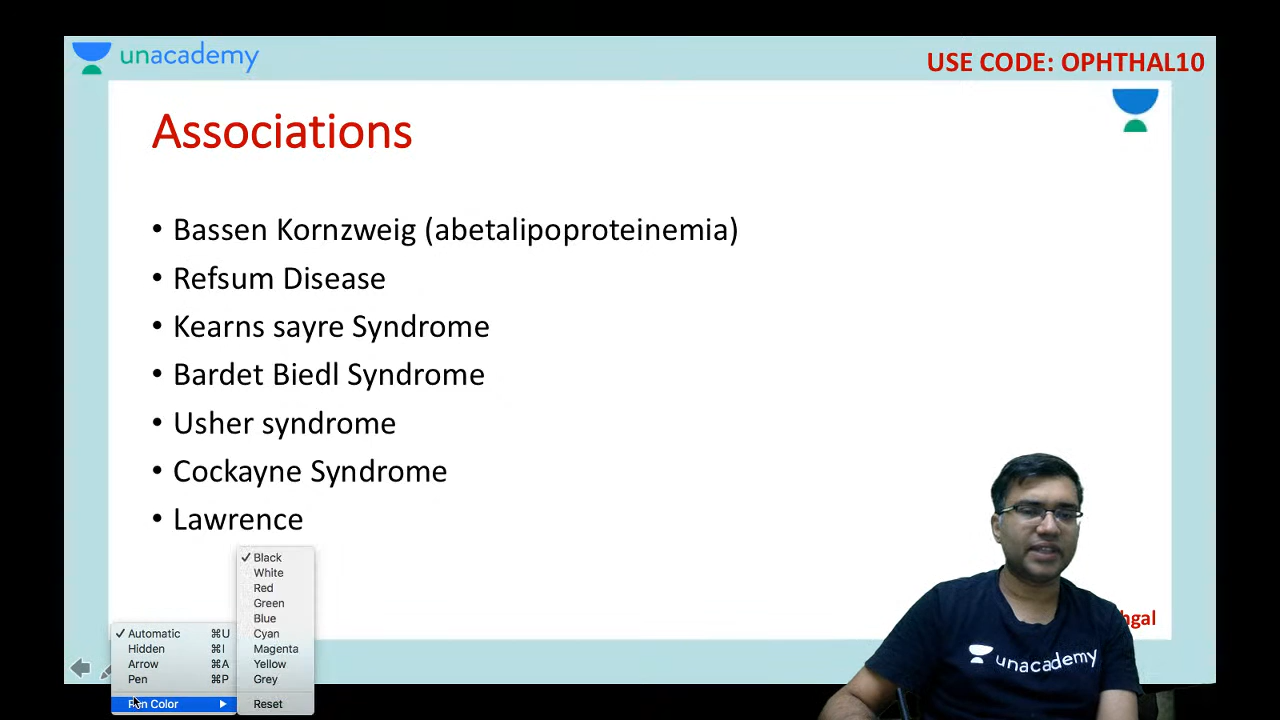 unacademy
USE CODE: OPHTHAL10
Associations
• Bassen Kornzweig (abetalipoproteinemia)
• Refsum Disease
• Kearns sayre Syndrome
• Bardet Biedl Syndrome
• Usher syndrome
• Cockayne Syndrome
• Lawrence
✓ Black
White
Red
Green
Blue
Cyan
Magenta
Yellow
Grey
Reset
✓ Automatic ⌘U
Hidden ⌘I
Arrow ⌘A
Pen ⌘P
Pen Color
unacademy